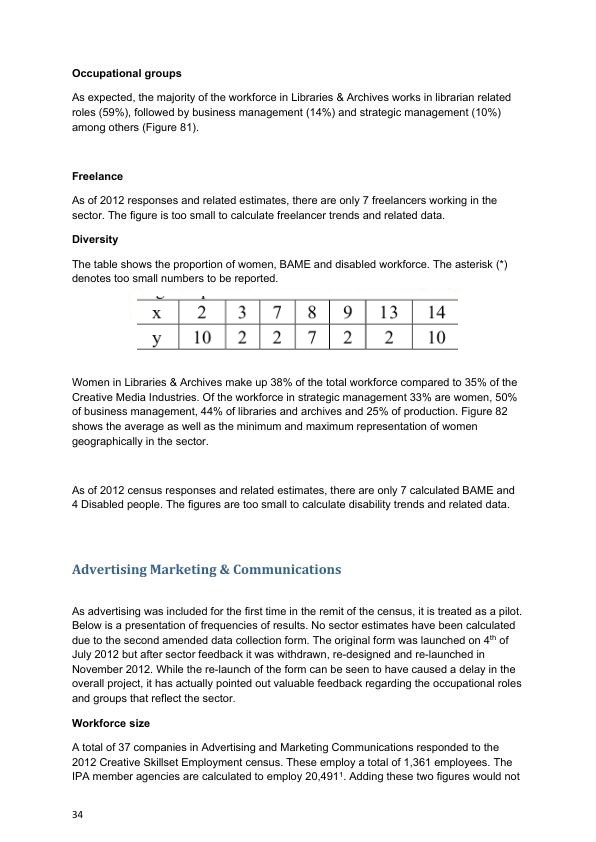 Occupational groups
As expected, the majority of the workforce in Libraries & Archives works in librarian related
roles (59%), followed by business management (14%) and strategic management (10%)
among others (Figure 81).
Freelance
As of 2012 responses and related estimates, there are only 7 freelancers working in the
sector. The figure is too small to calculate freelancer trends and related data.
Diversity
The table shows the proportion of women, BAME and disabled workforce. The asterisk (*)
denotes too small numbers to be reported.
x 2 3 7 8 9 13 14
y 10 2 2 7 2 2 10
Women in Libraries & Archives make up 38% of the total workforce compared to 35% of the
Creative Media Industries. Of the workforce in strategic management 33% are women, 50%
of business management, 44% of libraries and archives and 25% of production. Figure 82
shows the average as well as the minimum and maximum representation of women
geographically in the sector.
As of 2012 census responses and related estimates, there are only 7 calculated BAME and
4 Disabled people. The figures are too small to calculate disability trends and related data.
Advertising Marketing & Communications
As advertising was included for the first time in the remit of the census, it is treated as a pilot.
Below is a presentation of frequencies of results. No sector estimates have been calculated
due to the second amended data collection form. The original form was launched on 4th of
July 2012 but after sector feedback it was withdrawn, re-designed and re-launched in
November 2012. While the re-launch of the form can be seen to have caused a delay in the
overall project, it has actually pointed out valuable feedback regarding the occupational roles
and groups that reflect the sector.
Workforce size
A total of 37 companies in Advertising and Marketing Communications responded to the
2012 Creative Skillset Employment census. These employ a total of 1,361 employees. The
IPA member agencies are calculated to employ 20,491¹. Adding these two figures would not
34